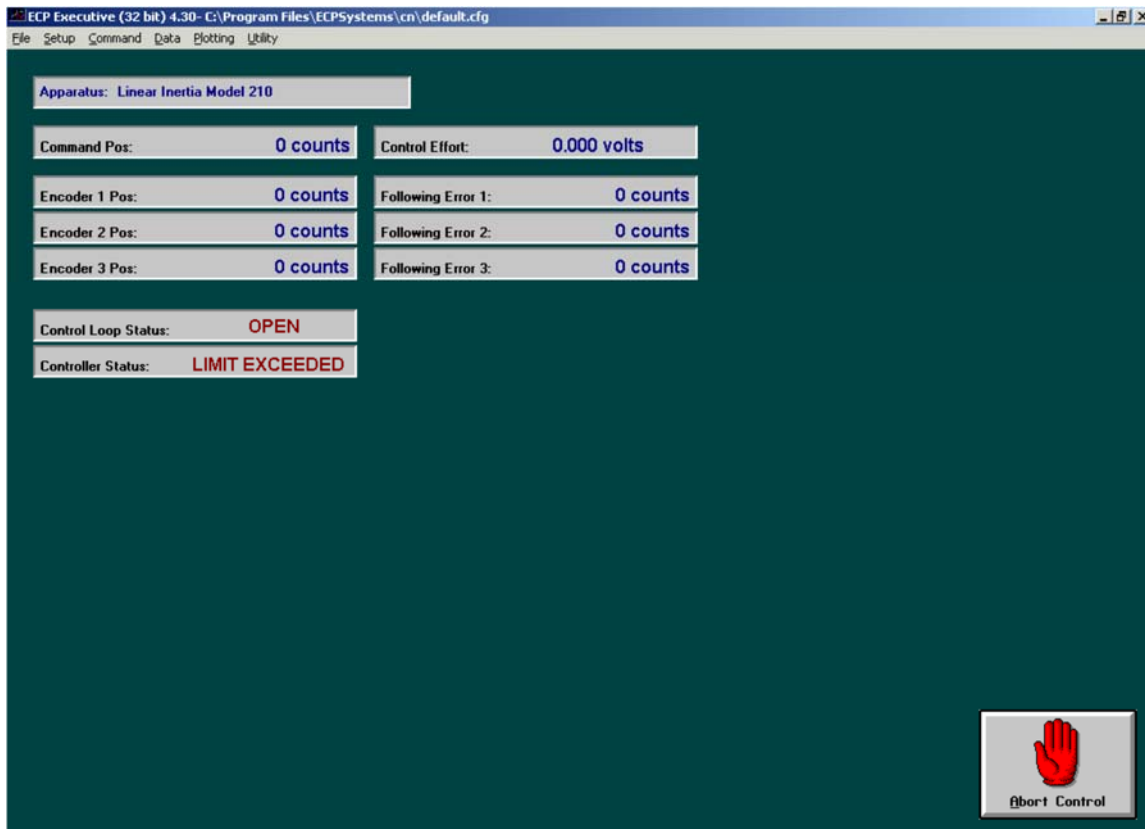 ECP Executive (32 bit) 4.30- C:\Program Files\ECPSystems\cn\default.cfg
File Setup Command Data Plotting Utility
Apparatus: Linear Inertia Model 210
Command Pos: 0 counts Control Effort: 0.000 volts
Encoder 1 Pos: 0 counts Following Error 1: 0 counts
Encoder 2 Pos: 0 counts Following Error 2: 0 counts
Encoder 3 Pos: 0 counts Following Error 3: 0 counts
Control Loop Status: OPEN
Controller Status: LIMIT EXCEEDED
Abort Control